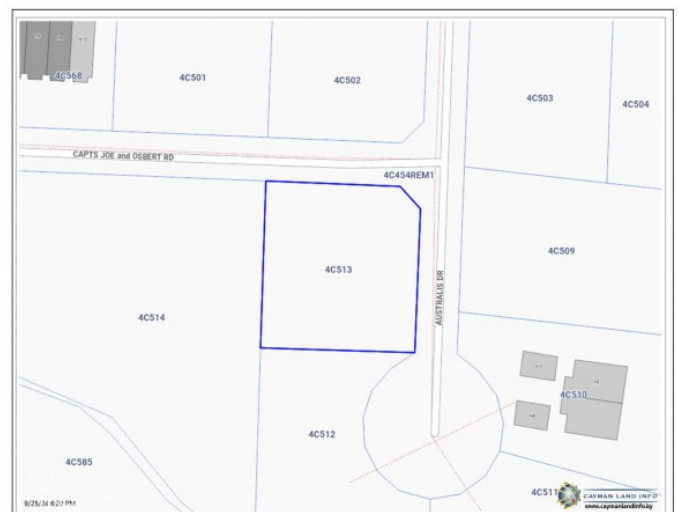 4C568
4C501
4C502
4C503
4C504
CAPTS JOE and OSBERT RD
4C454REM1
4C509
4C513
AUSTRALIS DR
4C514
4C510
4C512
4C585
4C511
9/25/24 6:20 PM
CAYMAN LAND INFO
www.caymanlandinfo.ky